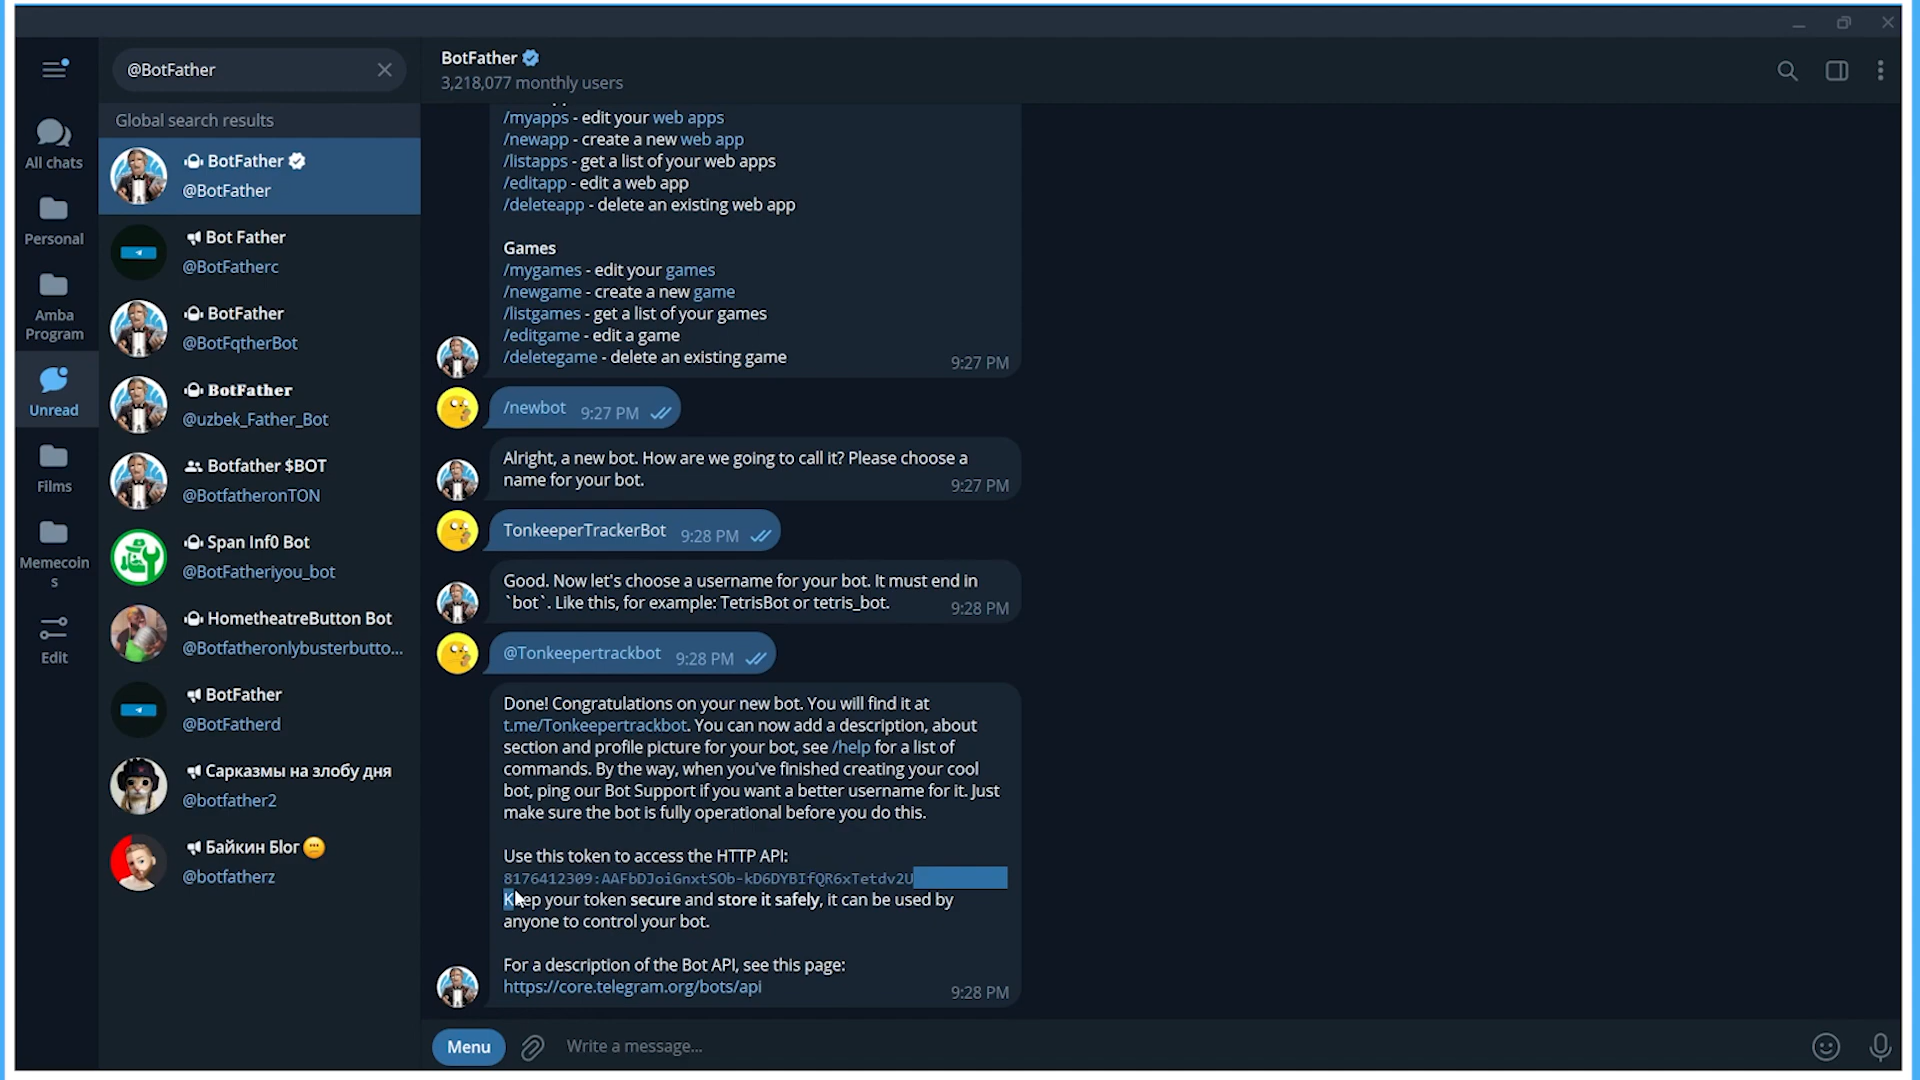 @BotFather
Global search results
All chats
Personal
Amba
Program
Unread
Films
Memecoin
s
Edit
BotFather
@BotFather
Bot Father
@BotFatherc
BotFather
@BotFqtherBot
BotFather
@uzbek_Father_Bot
Botfather $BOT
@BotfatheronTON
Span Inf0 Bot
@BotFatheriyou_bot
HometheatreButton Bot
@Botfatheronlybusterbutto...
BotFather
@BotFatherd
Сарказмы на злобу дня
@botfather2
Байкин Бlог
@botfatherz
BotFather
3,218,077 monthly users
/myapps - edit your web apps
/newapp - create a new web app
/listapps - get a list of your web apps
/editapp - edit a web app
/deleteapp - delete an existing web app
Games
/mygames - edit your games
/newgame - create a new game
/listgames - get a list of your games
/editgame - edit a game
/deletegame - delete an existing game
9:27 PM
/newbot 9:27 PM
Alright, a new bot. How are we going to call it? Please choose a
name for your bot.
9:27 PM
TonkeeperTrackerBot 9:28 PM
Good. Now let's choose a username for your bot. It must end in
`bot`. Like this, for example: TetrisBot or tetris_bot.
9:28 PM
@Tonkeepertrackbot 9:28 PM
Done! Congratulations on your new bot. You will find it at
t.me/Tonkeepertrackbot. You can now add a description, about
section and profile picture for your bot, see /help for a list of
commands. By the way, when you've finished creating your cool
bot, ping our Bot Support if you want a better username for it. Just
make sure the bot is fully operational before you do this.
Use this token to access the HTTP API:
8176412309:AAFbDJoiGnxtSOb-kD6DYBIfQR6xTetdv2U
Keep your token secure and store it safely, it can be used by
anyone to control your bot.
For a description of the Bot API, see this page:
https://core.telegram.org/bots/api
9:28 PM
Menu
Write a message...